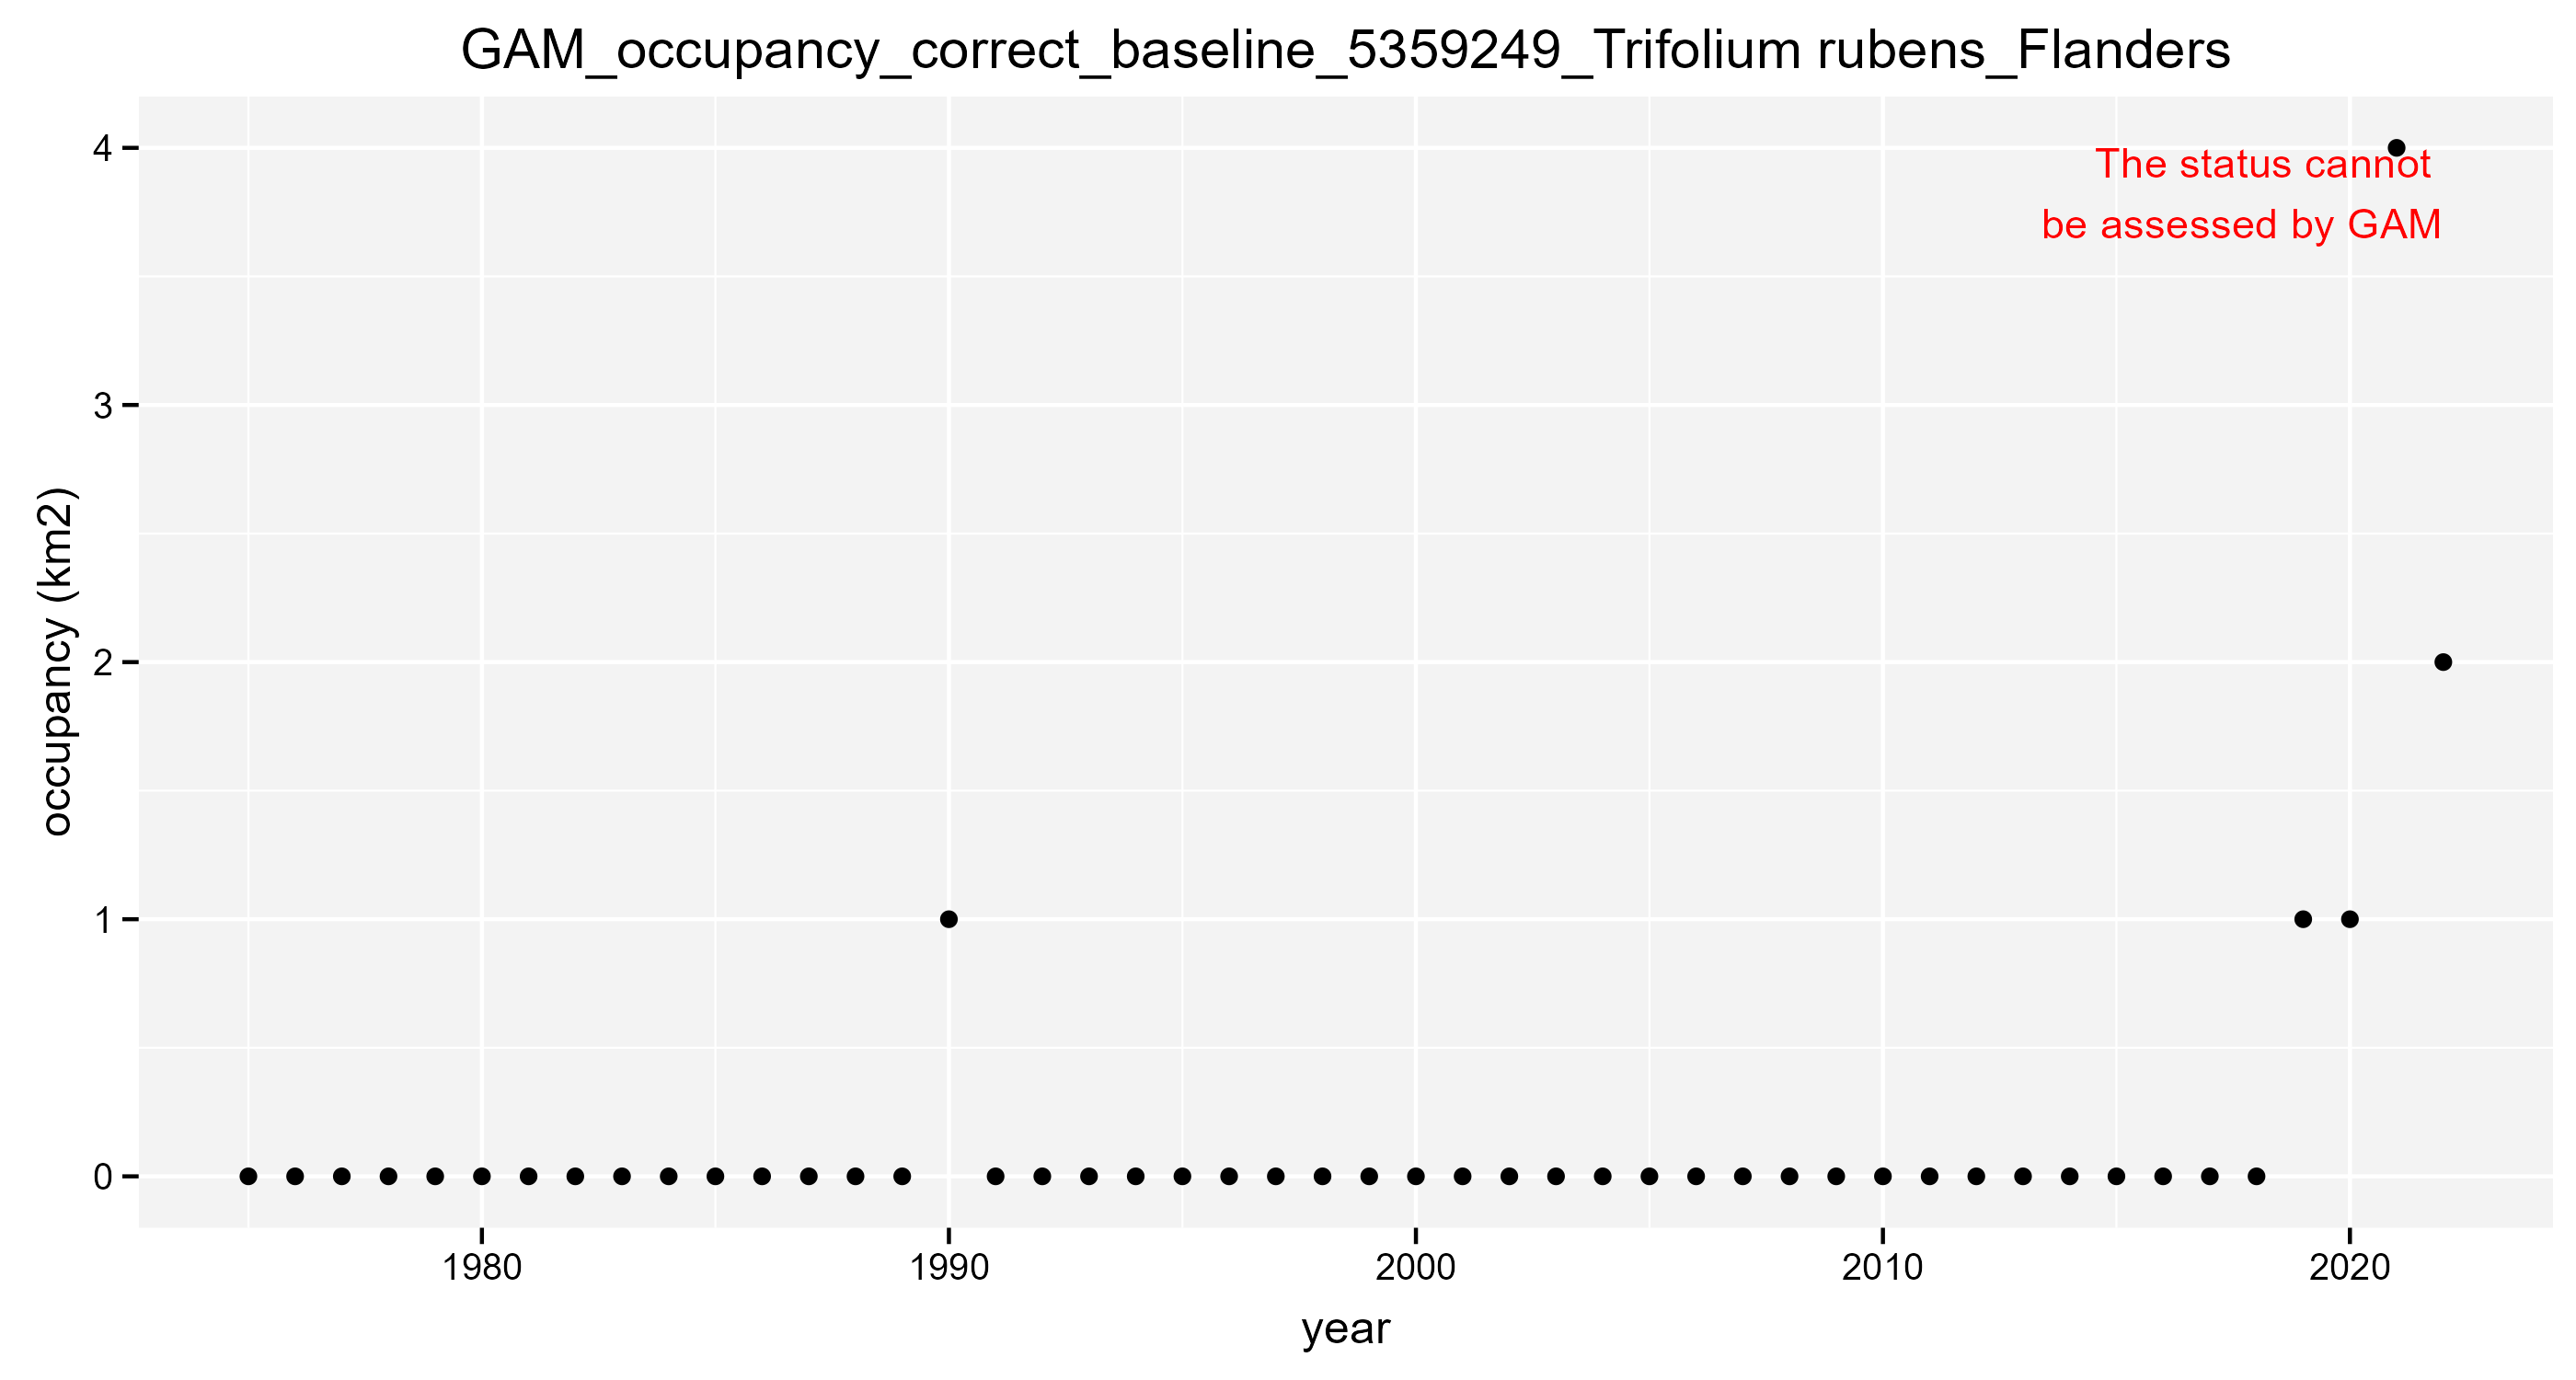 GAM_occupancy_correct_baseline_5359249_Trifolium rubens_Flanders
The status cannot
be assessed by GAM
occupancy (km2)
4
3
2
1
0
1980 1990 2000 2010 2020
year